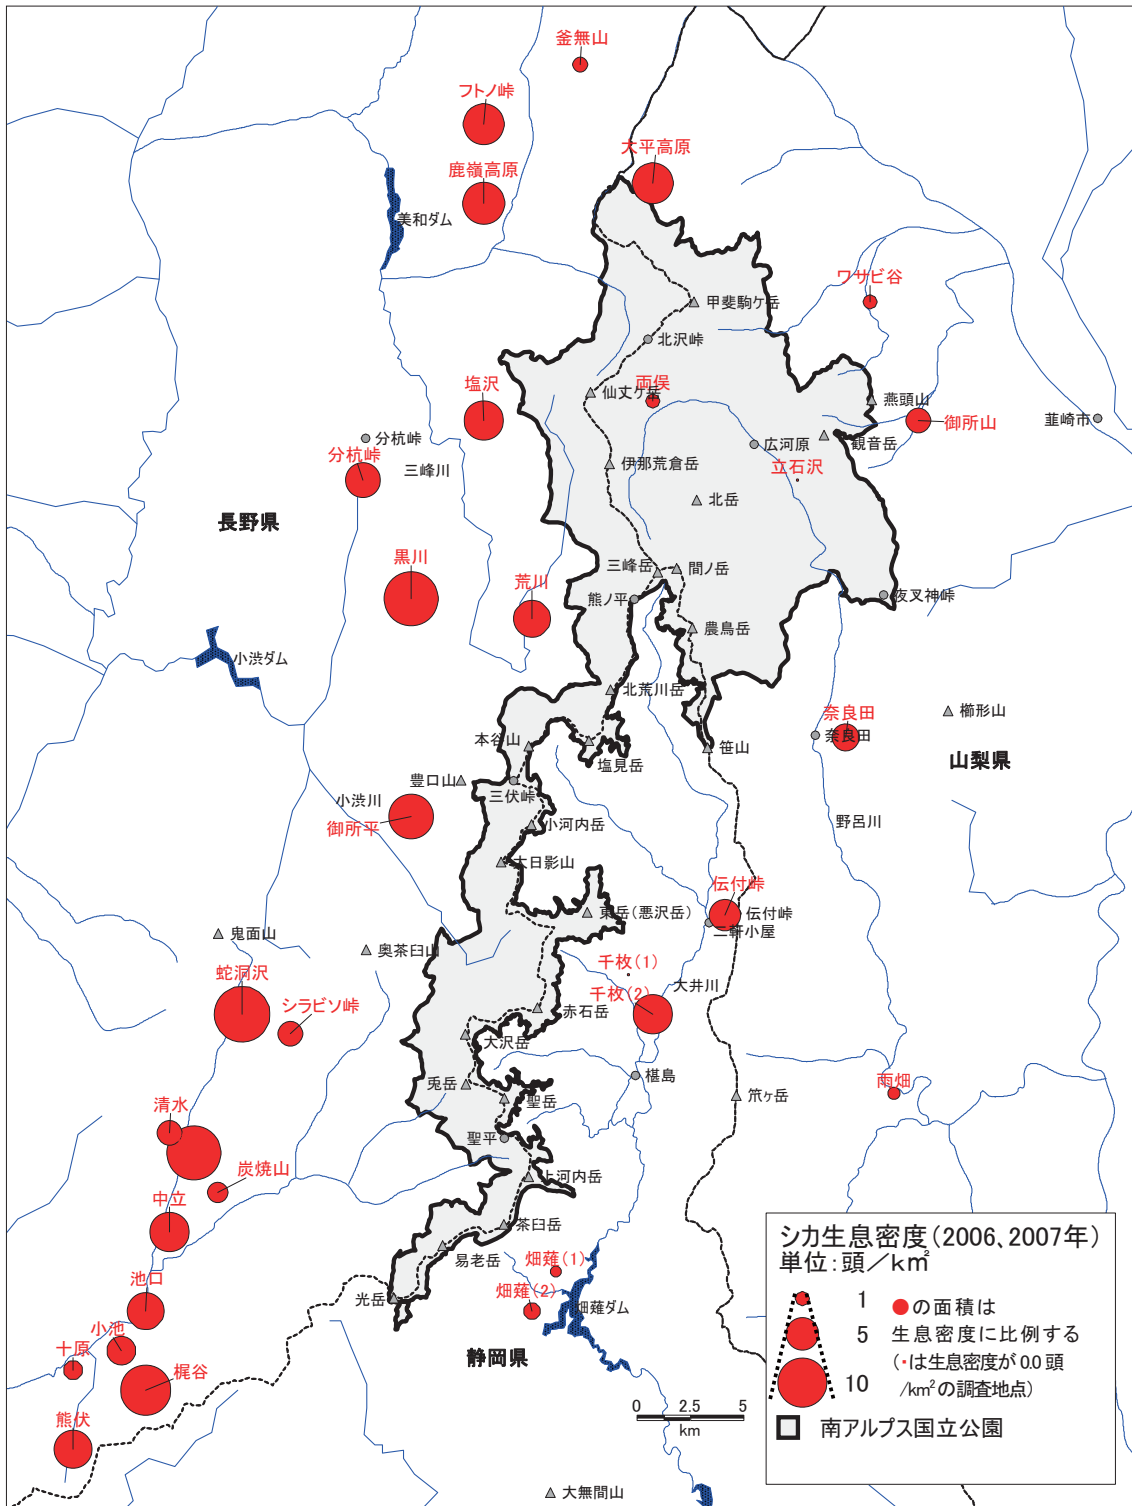 釜無山
フトノ峠
大平高原
鹿嶺高原
美和ダム
ワサビ谷
甲斐駒ケ岳
北沢峠
塩沢
仙丈ケ岳
両俣
燕頭山
御所山
韮崎市
分杭峠
分杭峠
三峰川
広河原
観音岳
伊那荒倉岳
立石沢
北岳
長野県
黒川
荒川
三峰岳
間ノ岳
熊ノ平
夜叉神峠
農鳥岳
小渋ダム
北荒川岳
奈良田
奈良田
櫛形山
本谷山
塩見岳
笹山
山梨県
豊口山
三伏峠
小渋川
御所平
小河内岳
野呂川
大日影山
伝付峠
東岳(悪沢岳)
伝付峠
二軒小屋
鬼面山
奥茶臼山
千枚(1)
蛇洞沢
シラビソ峠
千枚(2)
大井川
赤石岳
大沢岳
椹島
雨畑
兎岳
聖岳
笊ヶ岳
清水
聖平
炭焼山
上河内岳
中立
茶臼岳
易老岳
畑薙(1)
池口
光岳
畑薙(2)
畑薙ダム
小池
十原
梶谷
静岡県
熊伏
大無間山
シカ生息密度(2006、2007年)
単位:頭/km²
1
5
10
●の面積は
生息密度に比例する
(・は生息密度が0.0頭
/km²の調査地点)
南アルプス国立公園
0 2.5 5
km